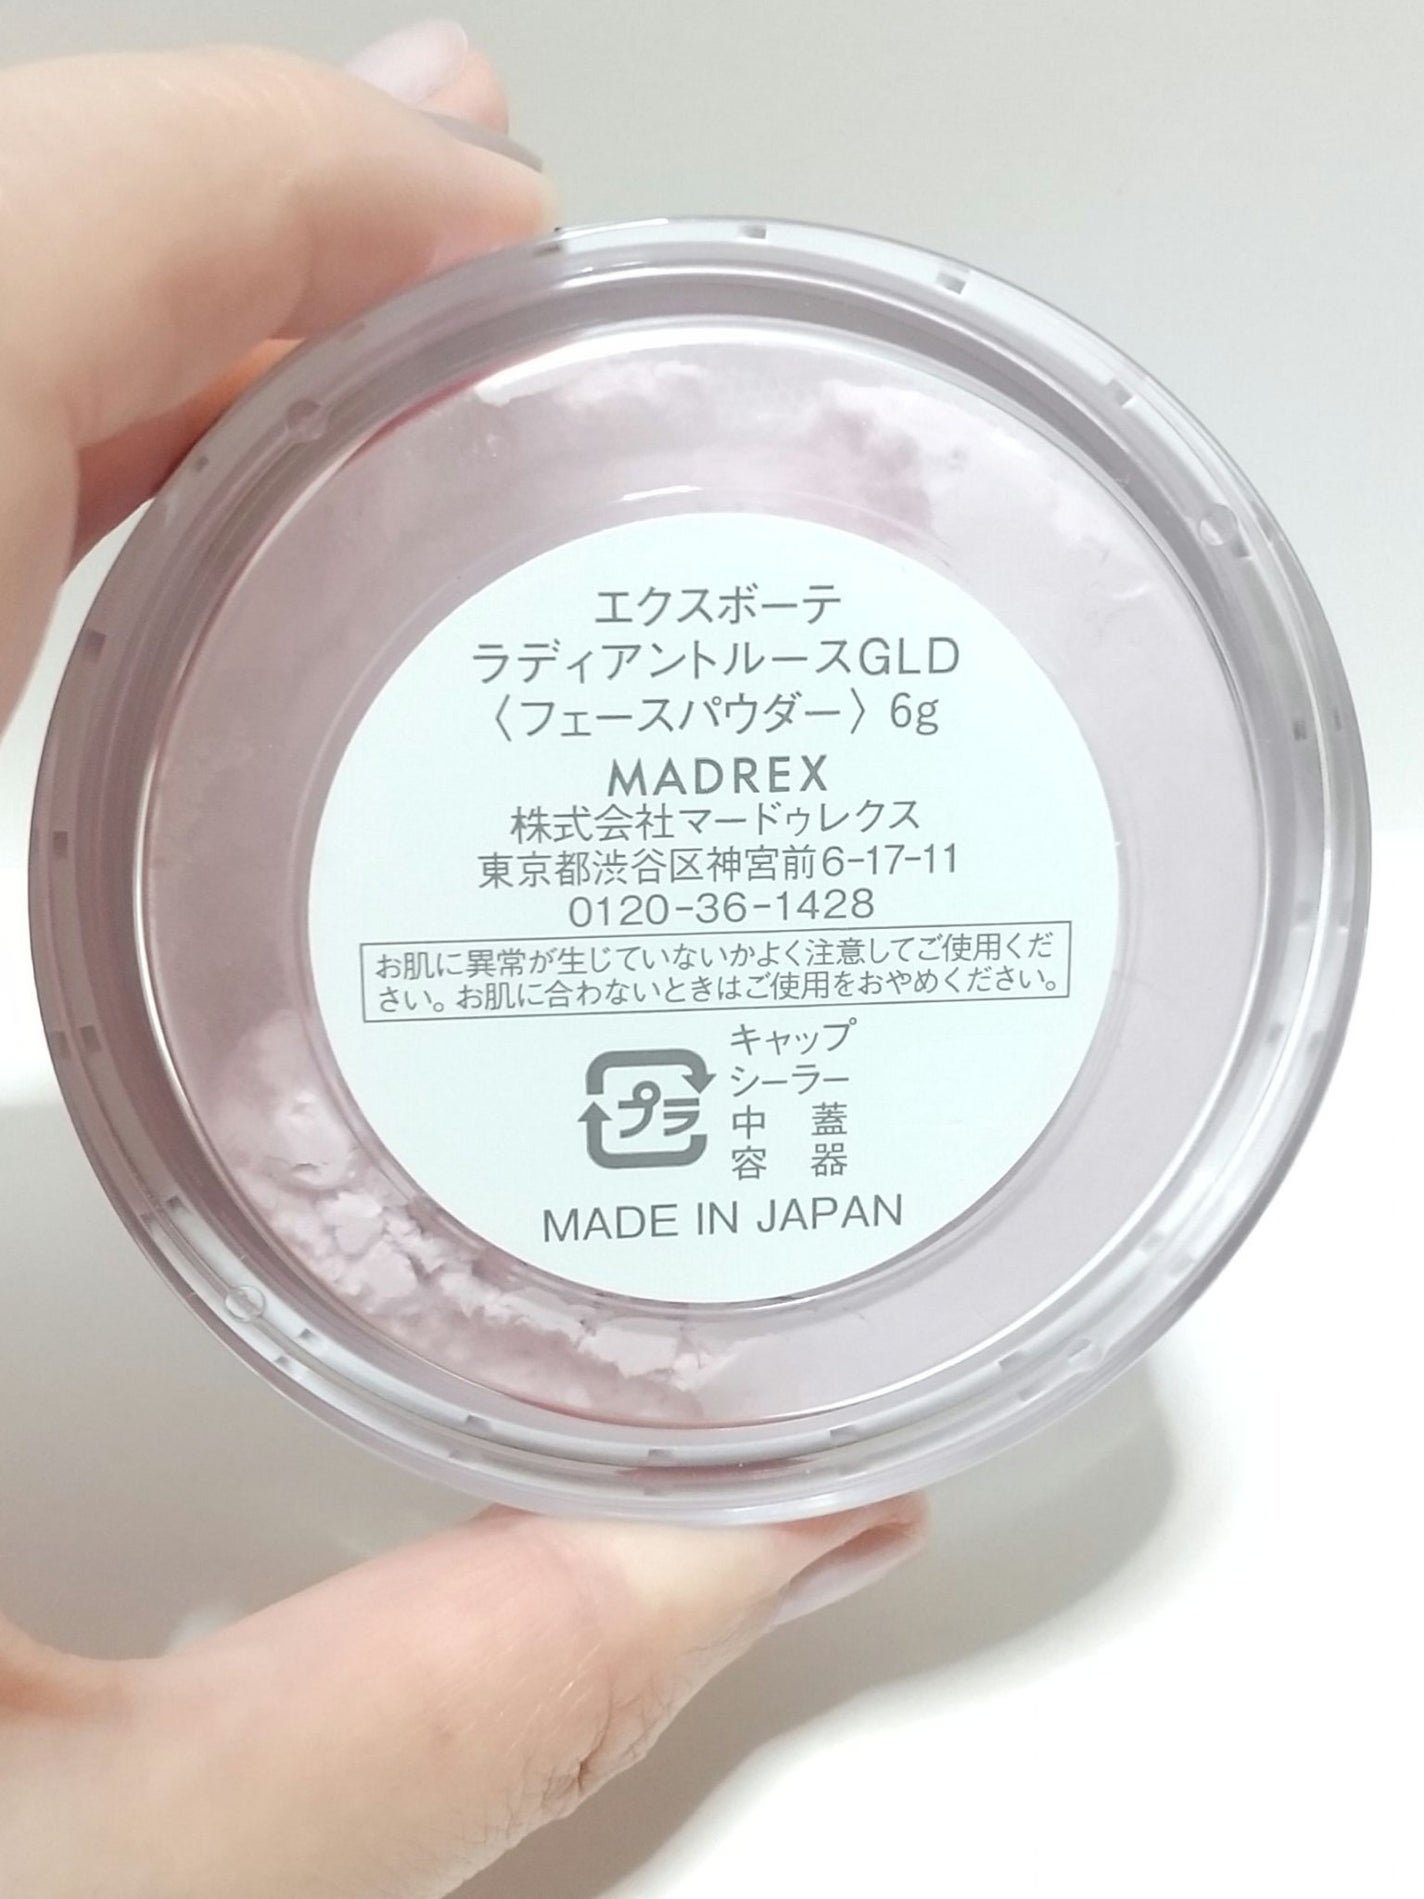 エクスボーテ
ラディアントルースGLD
〈フェースパウダー〉6g
MADREX
株式会社マードゥレクス
東京都渋谷区神宮前6-17-11
0120-36-1428
お肌に異常が生じていないかよく注意してご使用くだ
さい。お肌に合わないときはご使用をおやめください。
プラ
キャップ
シーラー
中 蓋
容 器
MADE IN JAPAN